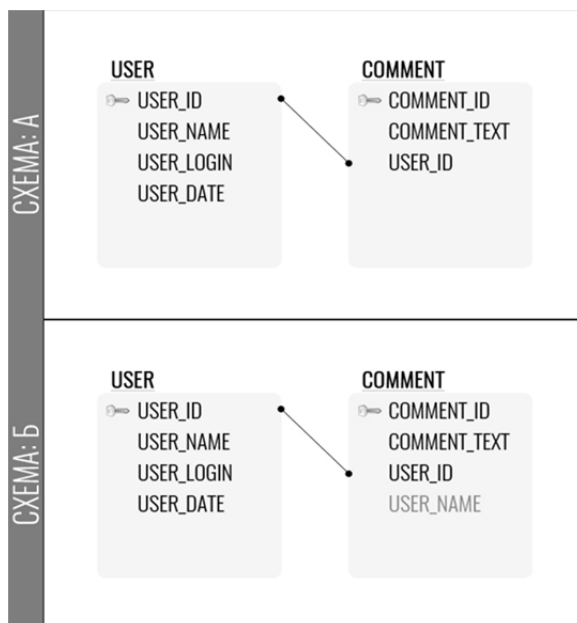 СХЕМА: А
USER
USER_ID
USER_NAME
USER_LOGIN
USER_DATE
COMMENT
COMMENT_ID
COMMENT_TEXT
USER_ID
СХЕМА: Б
USER
USER_ID
USER_NAME
USER_LOGIN
USER_DATE
COMMENT
COMMENT_ID
COMMENT_TEXT
USER_ID
USER_NAME